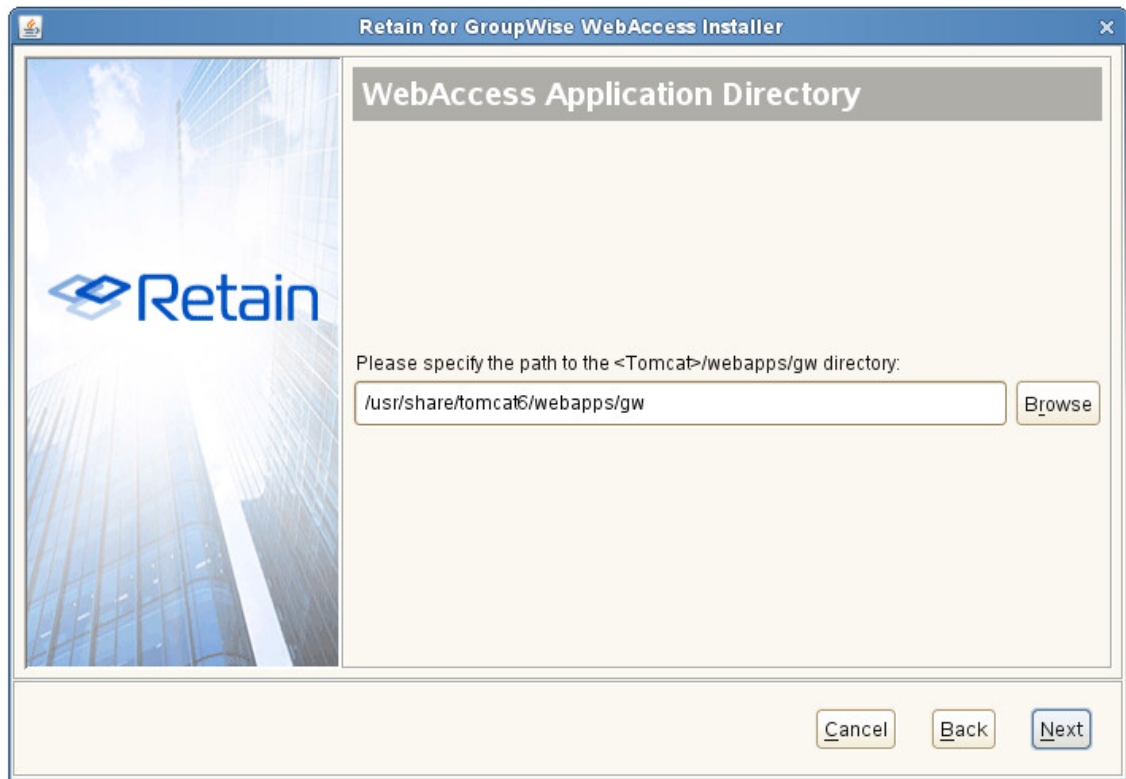 Retain for GroupWise WebAccess Installer
WebAccess Application Directory
Retain
Please specify the path to the <Tomcat>/webapps/gw directory:
/usr/share/tomcat6/webapps/gw
Browse
Cancel
Back
Next